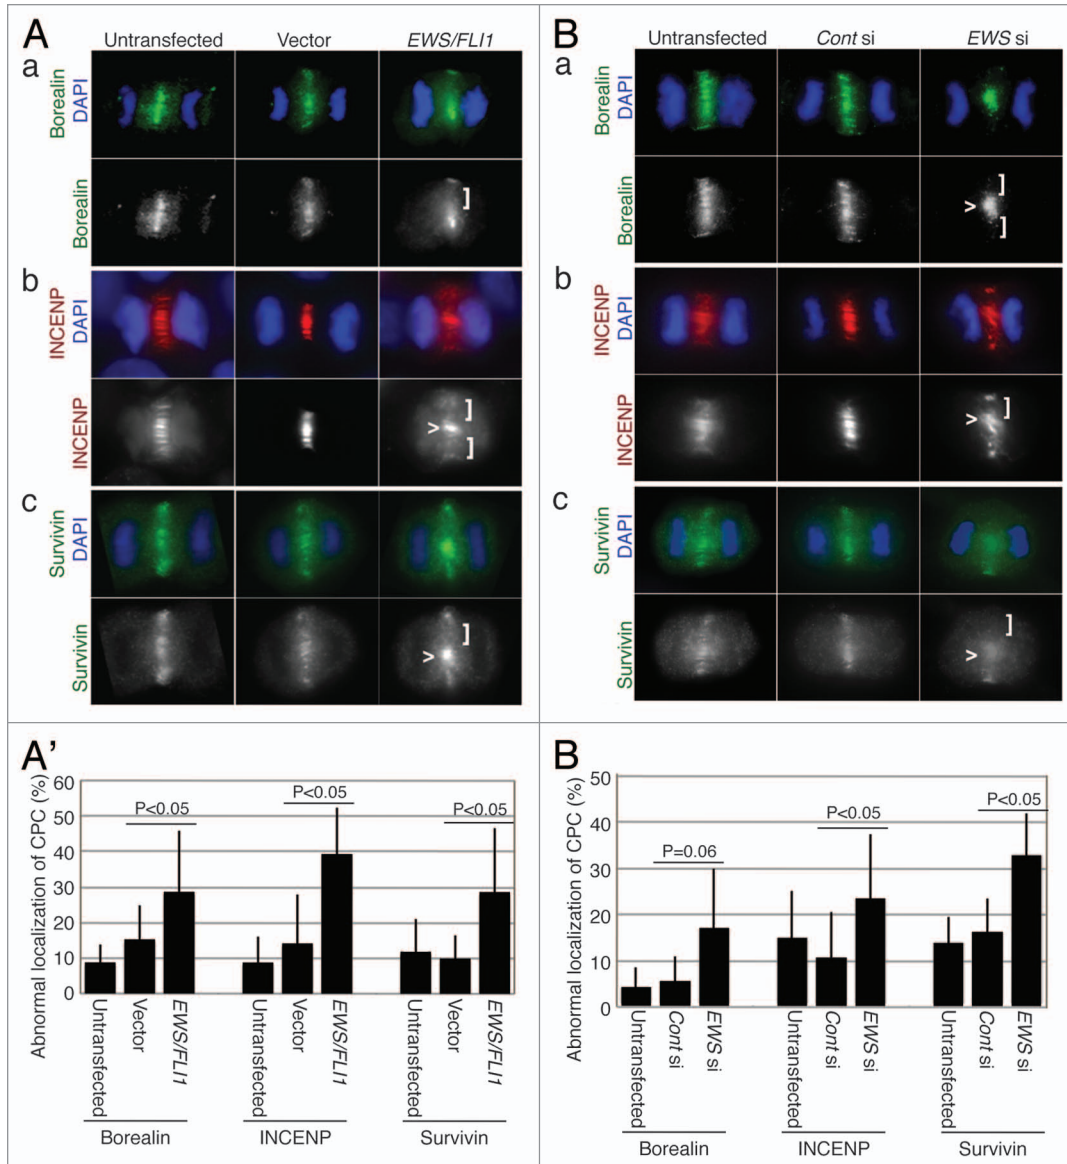 A
Untransfected Vector EWS/FLI1
a
Borealin
DAPI
Borealin
]
b
INCENP
DAPI
INCENP
> ]
]
c
Survivin
DAPI
Survivin
]
>
B
Untransfected Cont si EWS si
a
Borealin
DAPI
Borealin
]
>
]
b
INCENP
DAPI
INCENP
]
>
c
Survivin
DAPI
Survivin
]
>
A'
Abnormal localization of CPC (%)
60
50
40
30
20
10
0
P<0.05
P<0.05
P<0.05
Untransfected
Vector
EWS/FLI1
Untransfected
Vector
EWS/FLI1
Untransfected
Vector
EWS/FLI1
Borealin INCENP Survivin
B
Abnormal localization of CPC (%)
50
40
30
20
10
0
P=0.06
P<0.05
P<0.05
Untransfected
Cont si
EWS si
Untransfected
Cont si
EWS si
Untransfected
Cont si
EWS si
Borealin INCENP Survivin